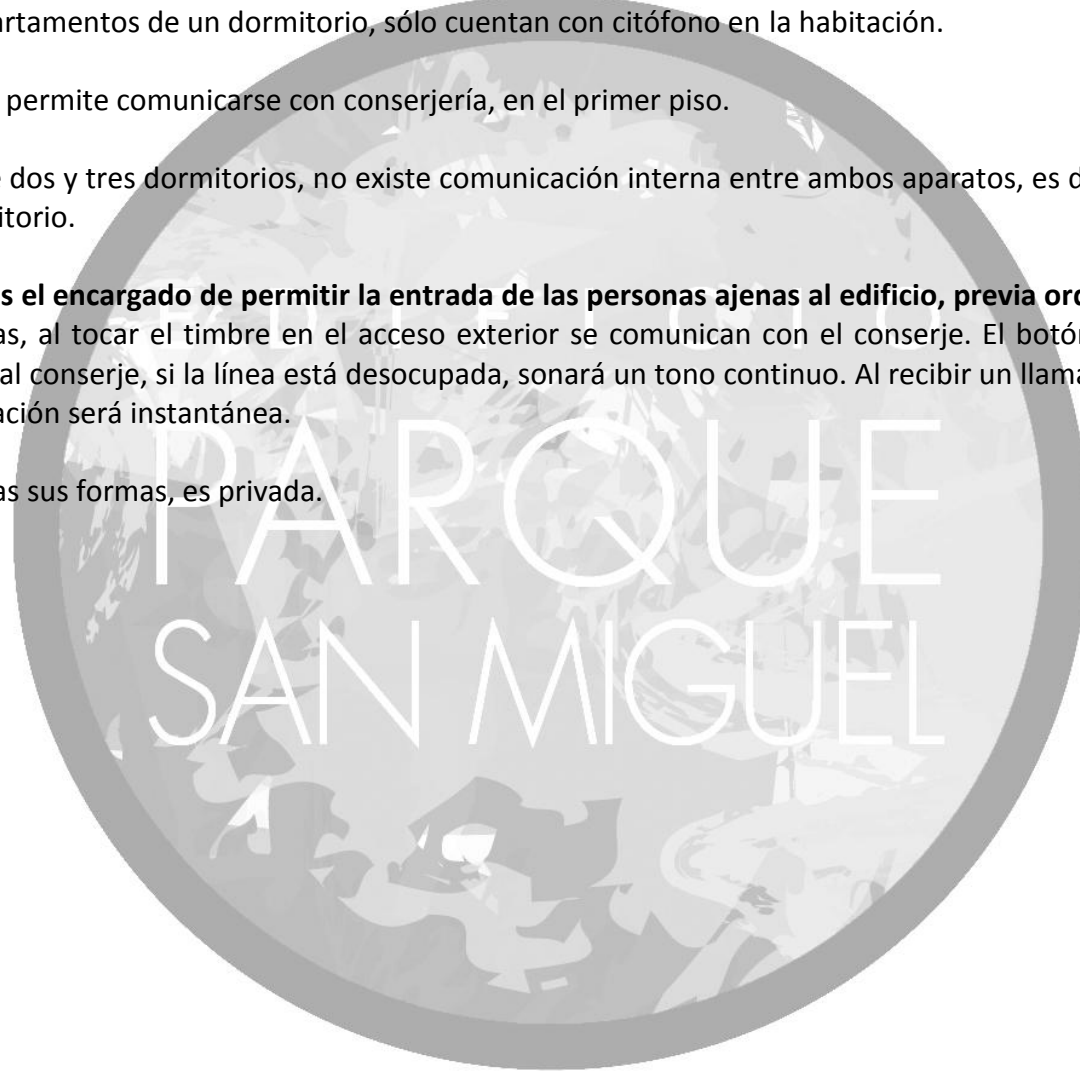 artamentos de un dormitorio, sólo cuentan con citófono en la habitación.
permite comunicarse con conserjería, en el primer piso.
dos y tres dormitorios, no existe comunicación interna entre ambos aparatos, es d
itorio.
s el encargado de permitir la entrada de las personas ajenas al edificio, previa ord
EDIFICIO
as, al tocar el timbre en el acceso exterior se comunican con el conserje. El botón
al conserje, si la línea está desocupada, sonará un tono continuo. Al recibir un llama
ación será instantánea.
PARQUE
as sus formas, es privada.
SAN MIGUEL